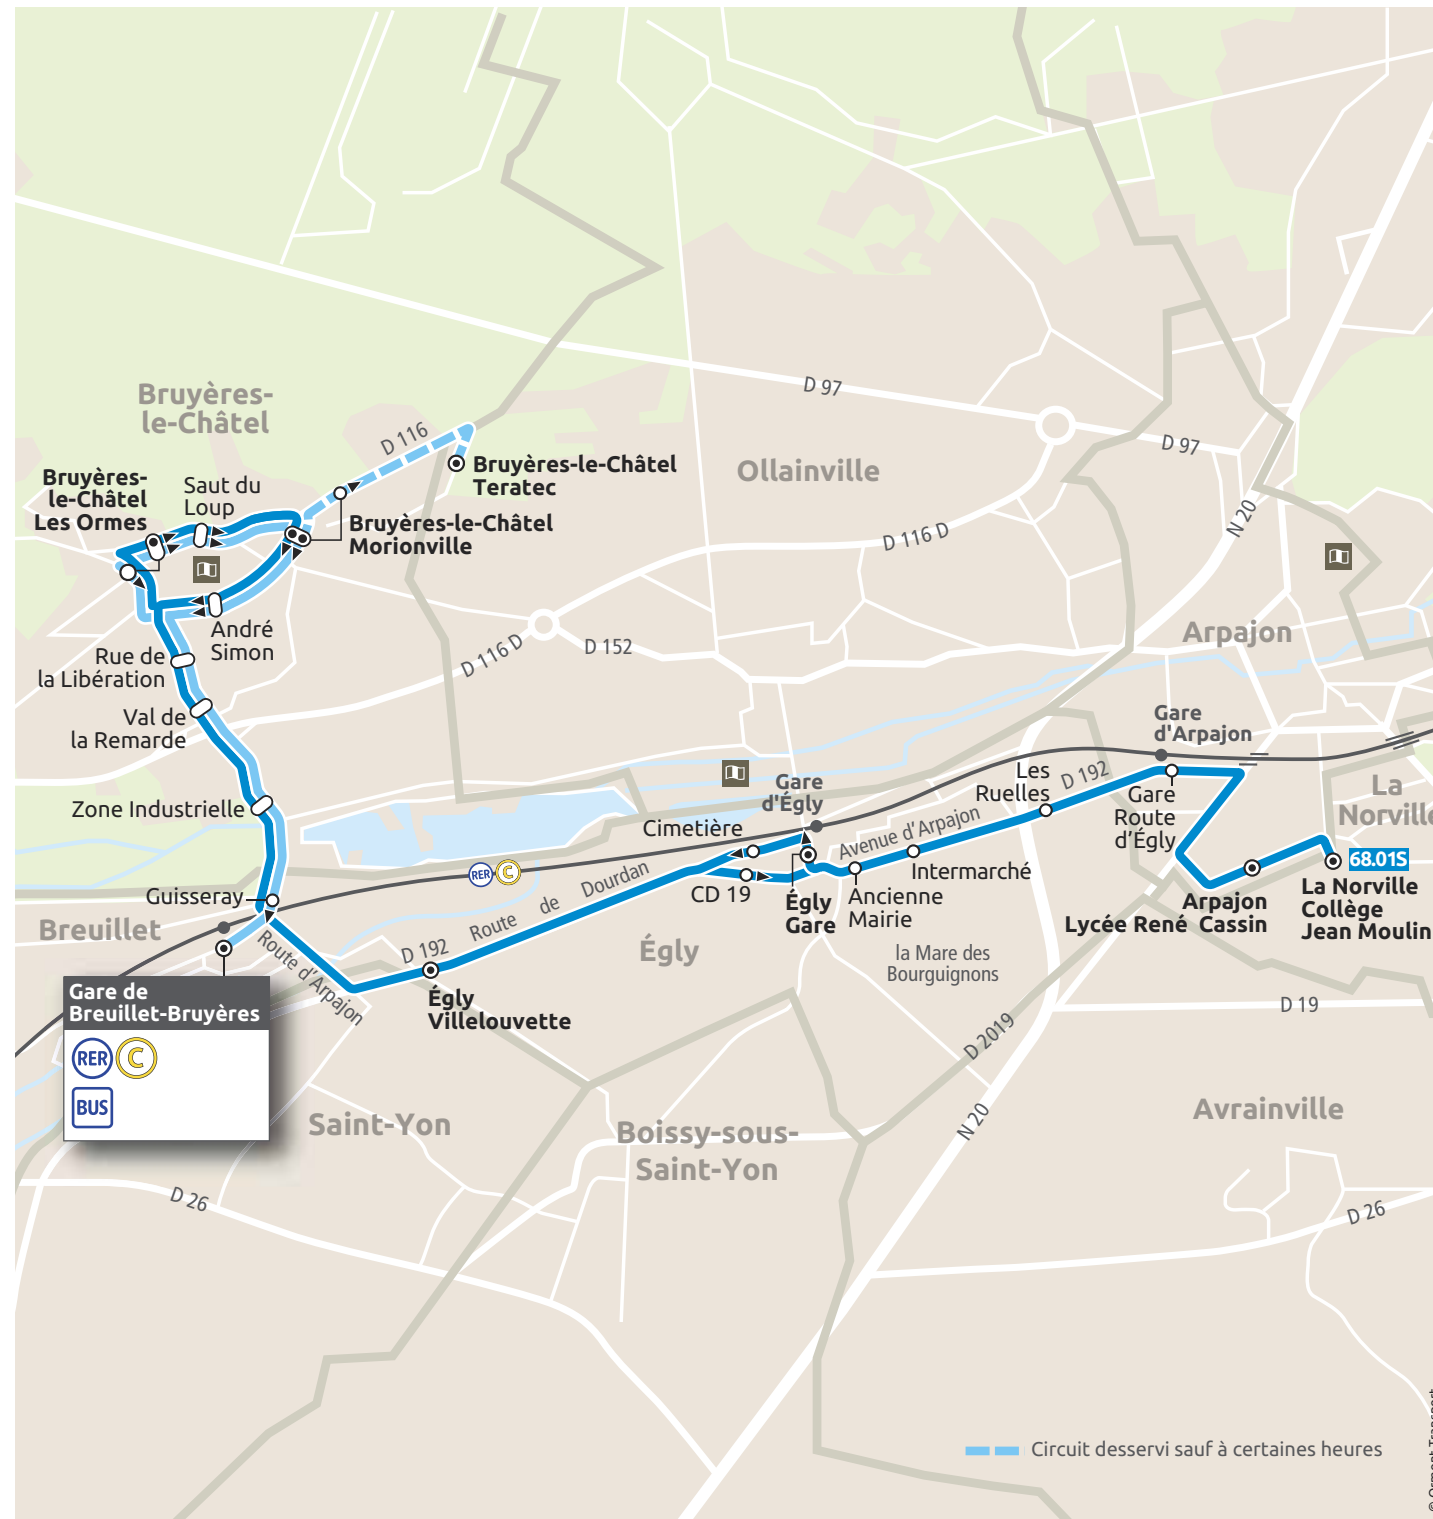 D 97
Bruyères-
le-Châtel
D 116
D 97
Bruyères-le-Châtel
Teratec
Ollainville
Bruyères-
le-Châtel
Les Ormes
Saut du
Loup
Bruyères-le-Châtel
Morionville
D 116 D
N 20
André
Simon
Rue de
la Libération
D 116 D
D 152
Arpajon
Val de
la Remarde
Gare
d'Arpajon
Zone Industrielle
Gare
d'Égly
Les
Ruelles
D 192
Gare
Route
d'Égly
La
Norville
Cimetière
Avenue d'Arpajon
Intermarché
68.01S
RER C
Route de Dourdan
CD 19
Égly
Gare
Ancienne
Mairie
Arpajon
Lycée René Cassin
La Norville
Collège
Jean Moulin
Guisseray
Breuillet
Route d'Arpajon
D 192
Égly
la Mare des
Bourguignons
Égly
Villelouvette
Gare de
Breuillet-Bruyères
RER C
BUS
D 19
D 2019
N 20
Saint-Yon
Boissy-sous-
Saint-Yon
Avrainville
D 26
D 26
Circuit desservi sauf à certaines heures